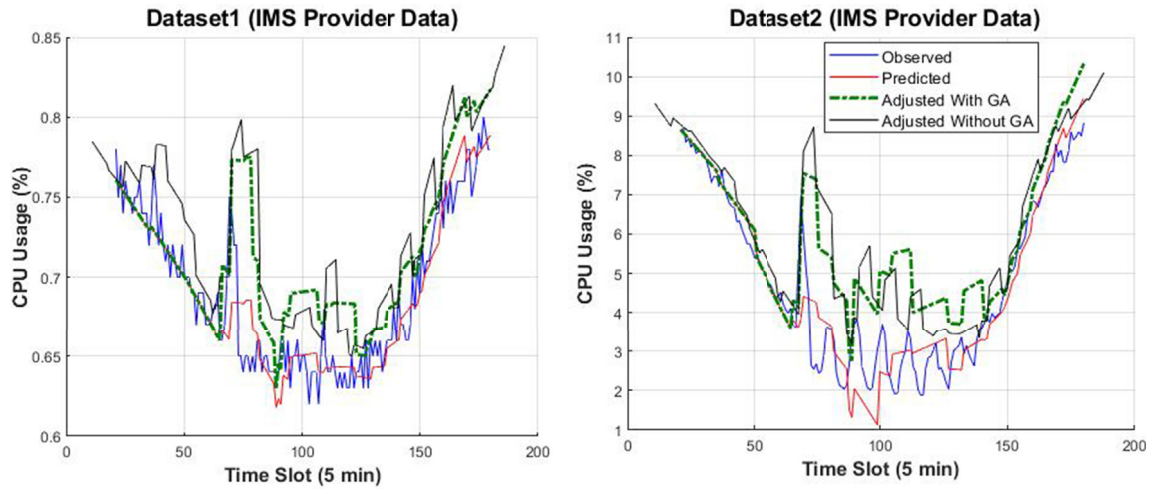 Dataset1 (IMS Provider Data)
CPU Usage (%)
0.85
0.8
0.75
0.7
0.65
0.6
0
50
100
150
200
Time Slot (5 min)
Dataset2 (IMS Provider Data)
Observed
Predicted
Adjusted With GA
Adjusted Without GA
CPU Usage (%)
11
10
9
8
7
6
5
4
3
2
1
0
50
100
150
200
Time Slot (5 min)